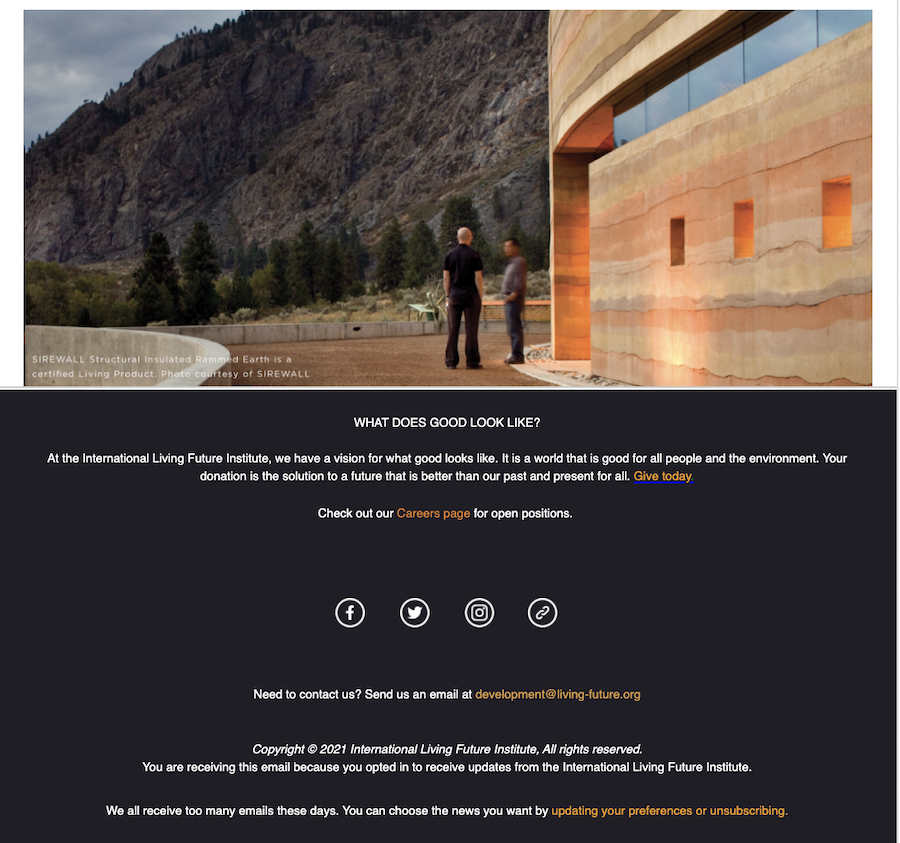 SIREWALL Structural Insulated Rammed Earth is a
certified Living Product. Photo courtesy of SIREWALL
WHAT DOES GOOD LOOK LIKE?
At the International Living Future Institute, we have a vision for what good looks like. It is a world that is good for all people and the environment. Your
donation is the solution to a future that is better than our past and present for all. Give today.
Check out our Careers page for open positions.
Need to contact us? Send us an email at development@living-future.org
Copyright © 2021 International Living Future Institute, All rights reserved.
You are receiving this email because you opted in to receive updates from the International Living Future Institute.
We all receive too many emails these days. You can choose the news you want by updating your preferences or unsubscribing.